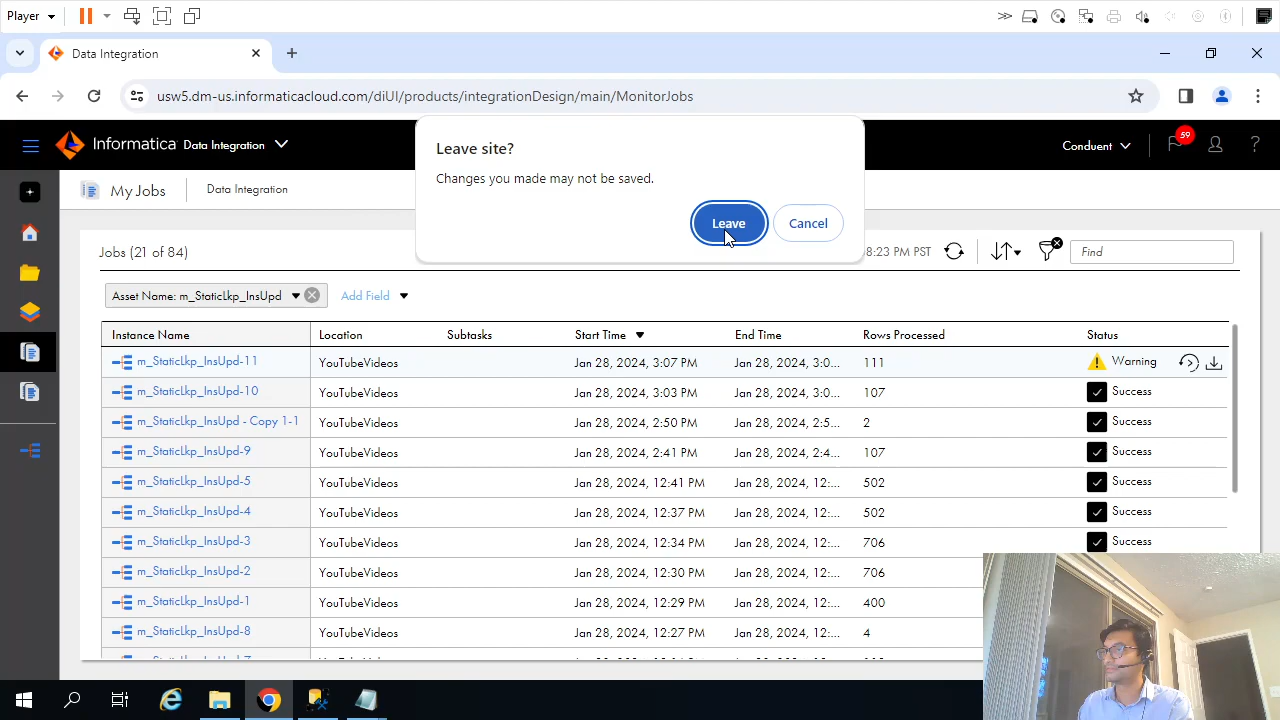 Player
Data Integration
usw5.dm-us.informaticacloud.com/diUI/products/integrationDesign/main/MonitorJobs
Leave site?
Changes you made may not be saved.
Leave
Cancel
Informatica Data Integration
Conduent
59
My Jobs
Data Integration
Jobs (21 of 84)
8:23 PM PST
Find
Asset Name: m_StaticLkp_InsUpd
Add Field
Instance Name Location Subtasks Start Time End Time Rows Processed Status
m_StaticLkp_InsUpd-11 YouTubeVideos Jan 28, 2024, 3:07 PM Jan 28, 2024, 3:0... 111 Warning
m_StaticLkp_InsUpd-10 YouTubeVideos Jan 28, 2024, 3:03 PM Jan 28, 2024, 3:0... 107 Success
m_StaticLkp_InsUpd - Copy 1-1 YouTubeVideos Jan 28, 2024, 2:50 PM Jan 28, 2024, 2:5... 2 Success
m_StaticLkp_InsUpd-9 YouTubeVideos Jan 28, 2024, 2:41 PM Jan 28, 2024, 2:4... 107 Success
m_StaticLkp_InsUpd-5 YouTubeVideos Jan 28, 2024, 12:41 PM Jan 28, 2024, 12:... 502 Success
m_StaticLkp_InsUpd-4 YouTubeVideos Jan 28, 2024, 12:37 PM Jan 28, 2024, 12:... 502 Success
m_StaticLkp_InsUpd-3 YouTubeVideos Jan 28, 2024, 12:34 PM Jan 28, 2024, 12:... 706 Success
m_StaticLkp_InsUpd-2 YouTubeVideos Jan 28, 2024, 12:30 PM Jan 28, 2024, 12:... 706
m_StaticLkp_InsUpd-1 YouTubeVideos Jan 28, 2024, 12:29 PM Jan 28, 2024, 12:... 400
m_StaticLkp_InsUpd-8 YouTubeVideos Jan 28, 2024, 12:27 PM Jan 28, 2024, 12:... 4